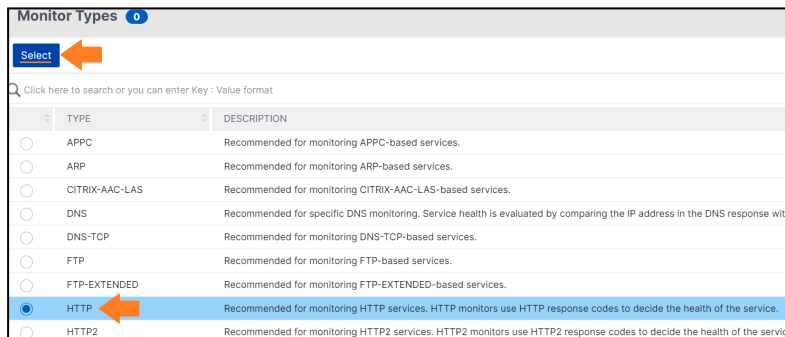 Monitor Types 0
Select
Click here to search or you can enter Key : Value format
TYPE DESCRIPTION
APPC Recommended for monitoring APPC-based services.
ARP Recommended for monitoring ARP-based services.
CITRIX-AAC-LAS Recommended for monitoring CITRIX-AAC-LAS-based services.
DNS Recommended for specific DNS monitoring. Service health is evaluated by comparing the IP address in the DNS response wit
DNS-TCP Recommended for monitoring DNS-TCP-based services.
FTP Recommended for monitoring FTP-based services.
FTP-EXTENDED Recommended for monitoring FTP-EXTENDED-based services.
HTTP Recommended for monitoring HTTP services. HTTP monitors use HTTP response codes to decide the health of the service.
HTTP2 Recommended for monitoring HTTP2 services. HTTP2 monitors use HTTP2 response codes to decide the health of the servic